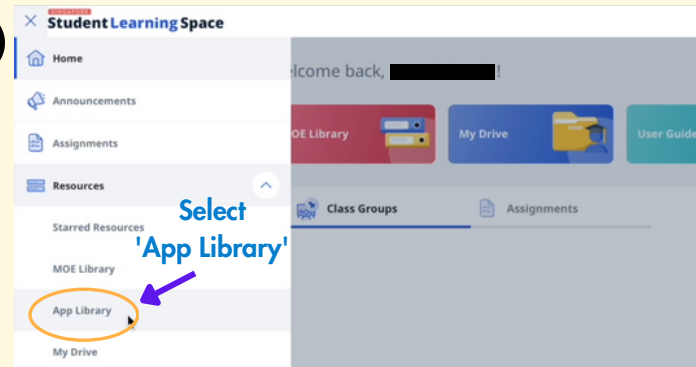 SINGAPORE
Student Learning Space
Home
Announcements
Assignments
Resources
Starred Resources
MOE Library
App Library
My Drive
Select
'App Library'
lcome back, !
OE Library
My Drive
User Guide
Class Groups
Assignments